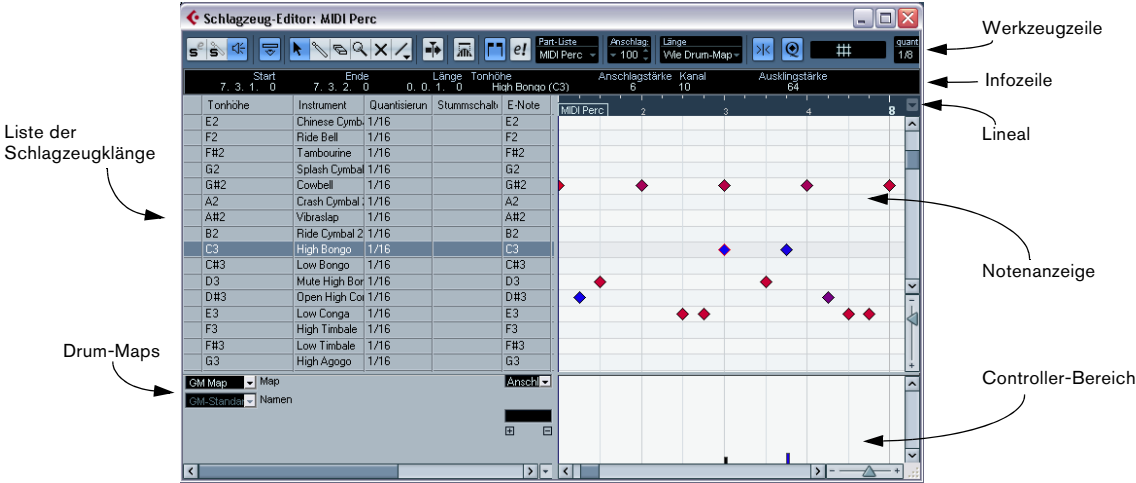 Schlagzeug-Editor: MIDI Perc
Werkzeugzeile
Part-Liste Anschlag: Länge quant
MIDI Perc 100 Wie Drum-Map 1/8
Start Ende Länge Tonhöhe Anschlagstärke Kanal Ausklingstärke
7. 3. 1. 0 7. 3. 2. 0 0. 0. 1. 0 High Bongo (C3) 6 10 64
Infozeile
Tonhöhe Instrument Quantisierun Stummschalt E-Note
MIDI Perc 2 3 4 8
Lineal
Liste der
Schlagzeugklänge
E2 Chinese Cymb 1/16 E2
F2 Ride Bell 1/16 F2
F#2 Tambourine 1/16 F#2
G2 Splash Cymbal 1/16 G2
G#2 Cowbell 1/16 G#2
A2 Crash Cymbal 1/16 A2
A#2 Vibraslap 1/16 A#2
B2 Ride Cymbal 2 1/16 B2
C3 High Bongo 1/16 C3
C#3 Low Bongo 1/16 C#3
D3 Mute High Bor 1/16 D3
D#3 Open High Co 1/16 D#3
E3 Low Conga 1/16 E3
F3 High Timbale 1/16 F3
F#3 Low Timbale 1/16 F#3
G3 High Agogo 1/16 G3
Notenanzeige
Drum-Maps
GM Map Map Anschl
GM-Standar Namen
Controller-Bereich